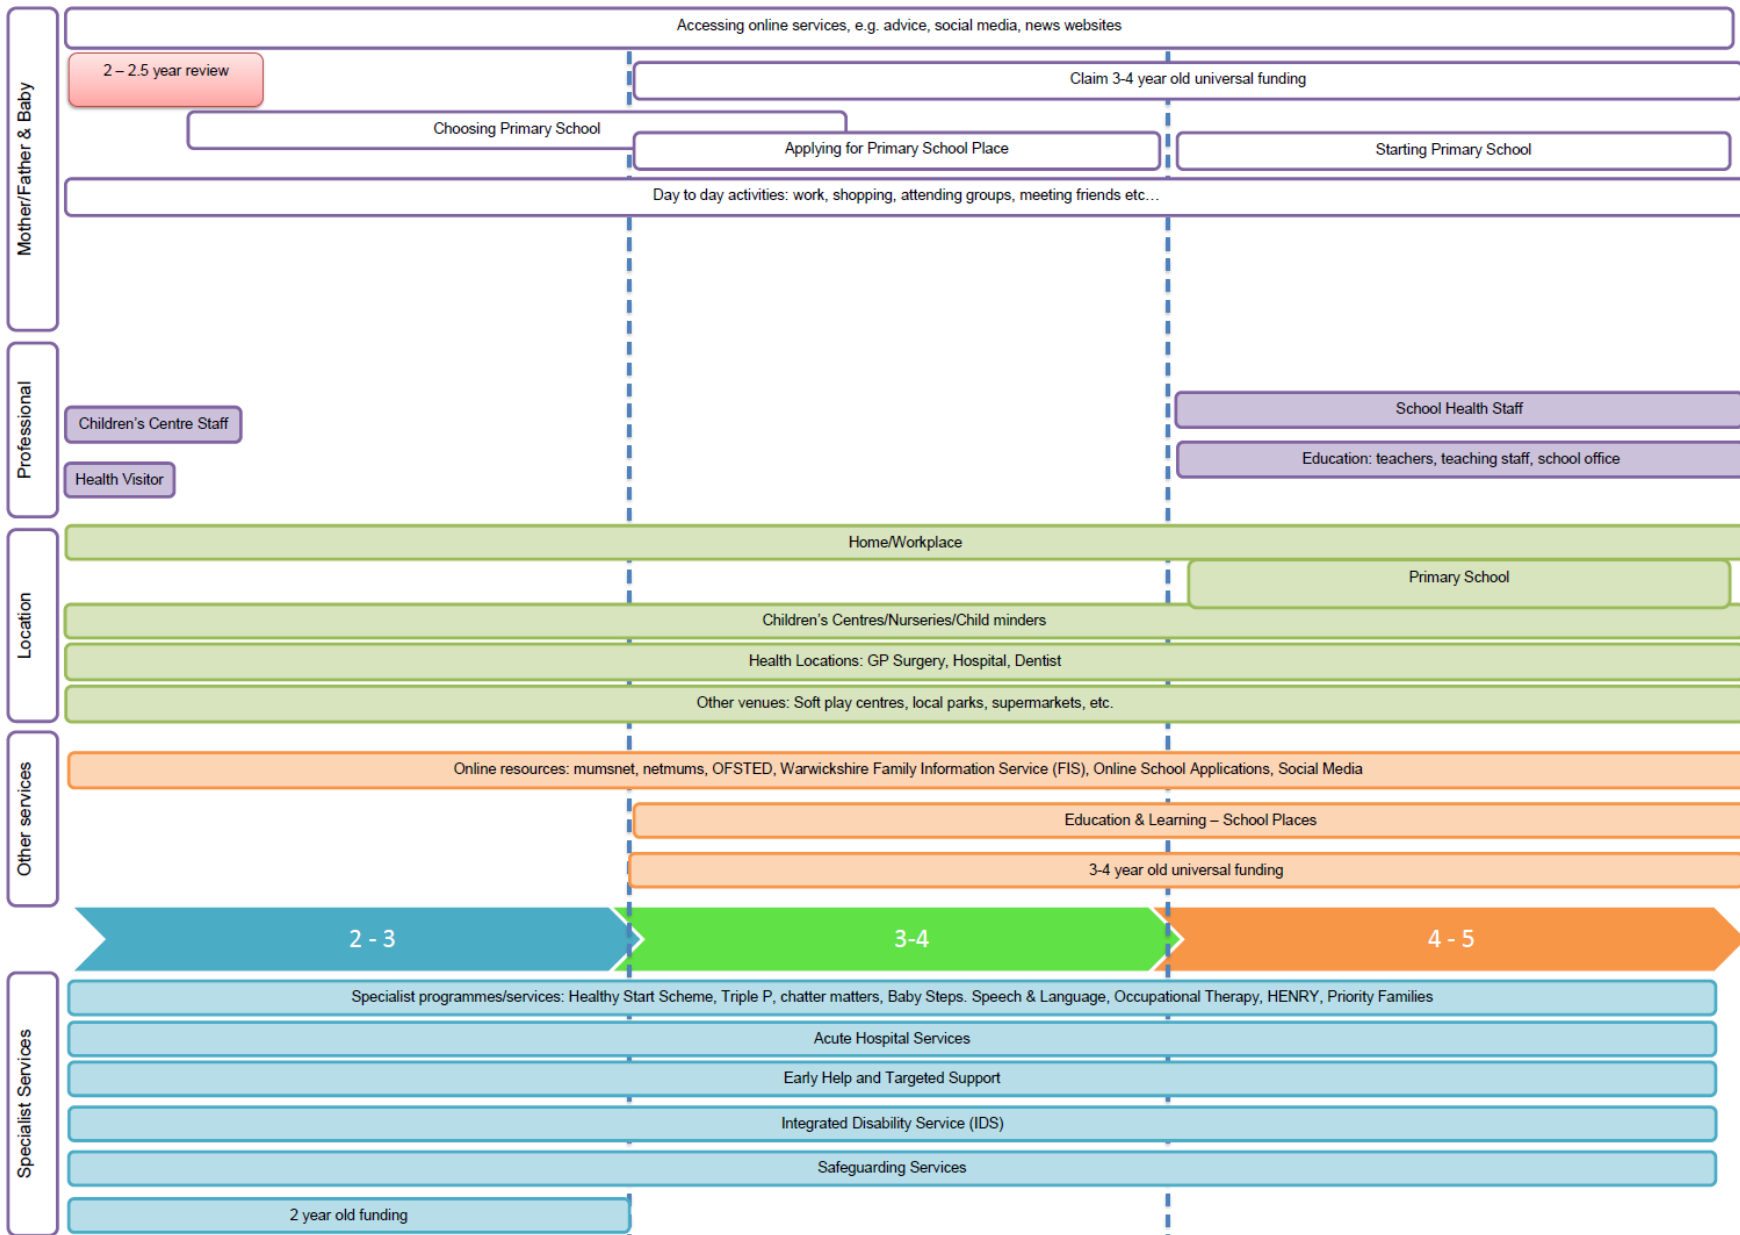 Mother/Father & Baby
Accessing online services, e.g. advice, social media, news websites
2 – 2.5 year review
Claim 3-4 year old universal funding
Choosing Primary School
Applying for Primary School Place
Starting Primary School
Day to day activities: work, shopping, attending groups, meeting friends etc…
Professional
Children's Centre Staff
School Health Staff
Health Visitor
Education: teachers, teaching staff, school office
Location
Home/Workplace
Primary School
Children's Centres/Nurseries/Child minders
Health Locations: GP Surgery, Hospital, Dentist
Other venues: Soft play centres, local parks, supermarkets, etc.
Other services
Online resources: mumsnet, netmums, OFSTED, Warwickshire Family Information Service (FIS), Online School Applications, Social Media
Education & Learning – School Places
3-4 year old universal funding
2 - 3
3-4
4 - 5
Specialist Services
Specialist programmes/services: Healthy Start Scheme, Triple P, chatter matters, Baby Steps. Speech & Language, Occupational Therapy, HENRY, Priority Families
Acute Hospital Services
Early Help and Targeted Support
Integrated Disability Service (IDS)
Safeguarding Services
2 year old funding